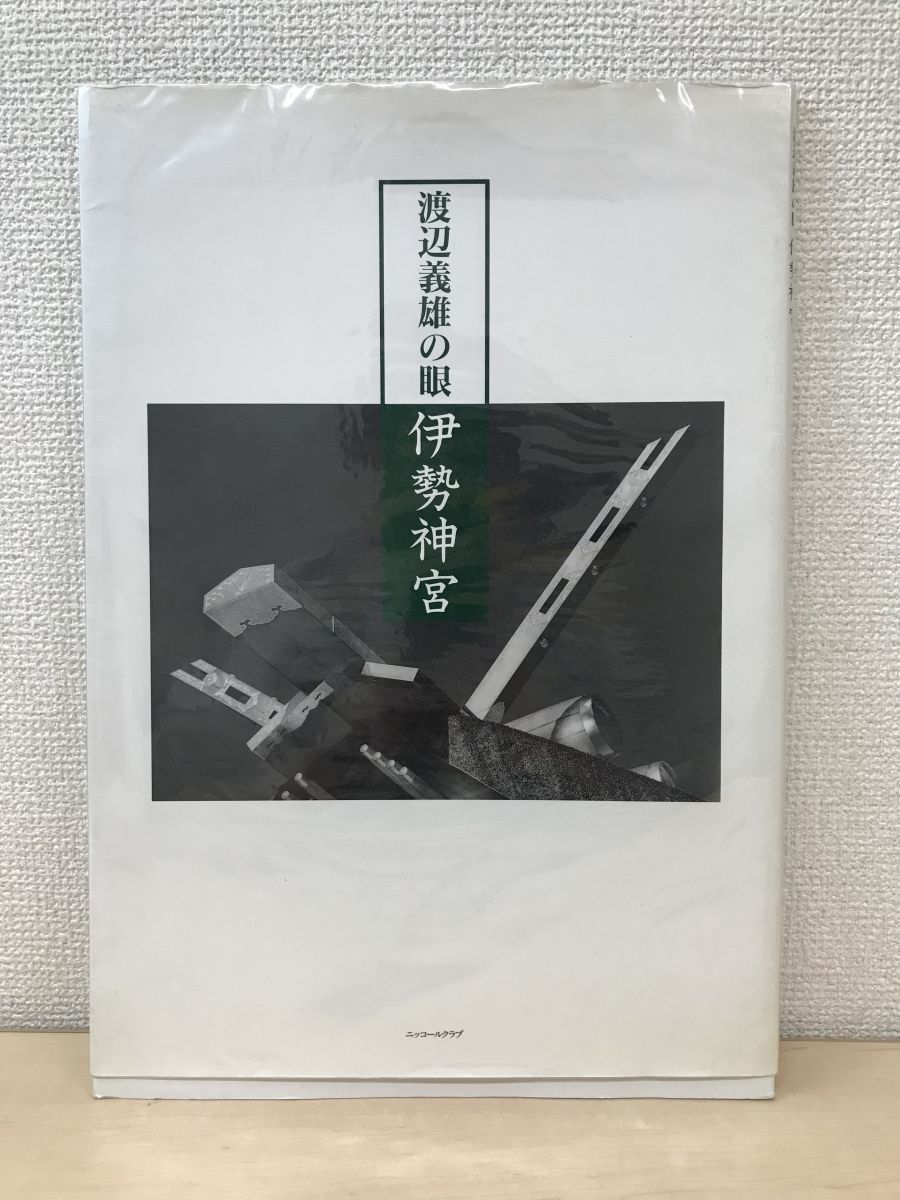 渡辺義雄の眼
伊勢神宮
ニッコールクラブ